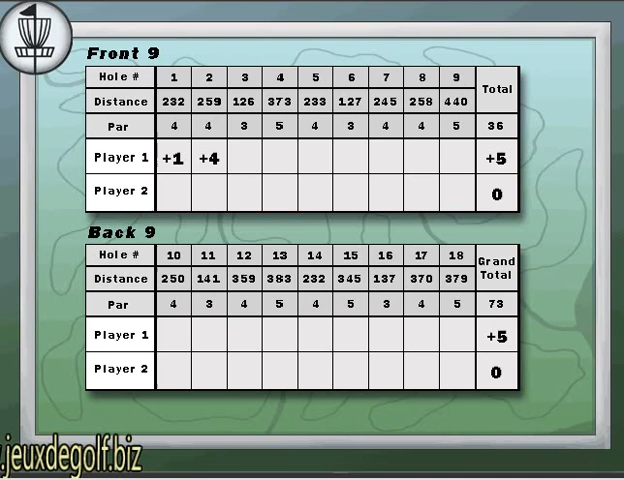 Front 9
Hole # 1 2 3 4 5 6 7 8 9 Total
Distance 232 259 126 373 233 127 245 258 440
Par 4 4 3 5 4 3 4 4 5 36
Player 1 +1 +4 +5
Player 2 0
Back 9
Hole # 10 11 12 13 14 15 16 17 18 Grand Total
Distance 250 141 359 383 232 345 137 370 379
Par 4 3 4 5 4 5 3 4 5 73
Player 1 +5
Player 2 0
.jeuxdegolf.biz